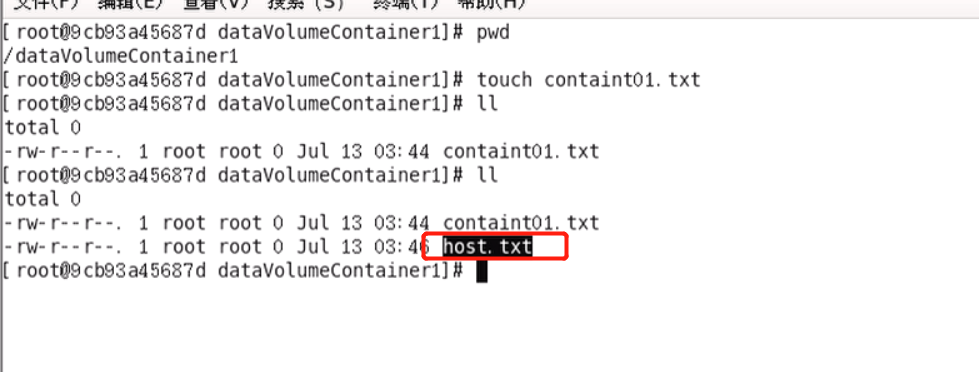 文件(F) 编辑(E) 查看(V) 搜索 (S) 终端(T) 帮助(H)
[root@9cb93a45687d dataVolumeContainer1]# pwd
/dataVolumeContainer1
[root@9cb93a45687d dataVolumeContainer1]# touch containt01.txt
[root@9cb93a45687d dataVolumeContainer1]# ll
total 0
-rw-r--r--. 1 root root 0 Jul 13 03:44 containt01.txt
[root@9cb93a45687d dataVolumeContainer1]# ll
total 0
-rw-r--r--. 1 root root 0 Jul 13 03:44 containt01.txt
-rw-r--r--. 1 root root 0 Jul 13 03:46 host.txt
[root@9cb93a45687d dataVolumeContainer1]#